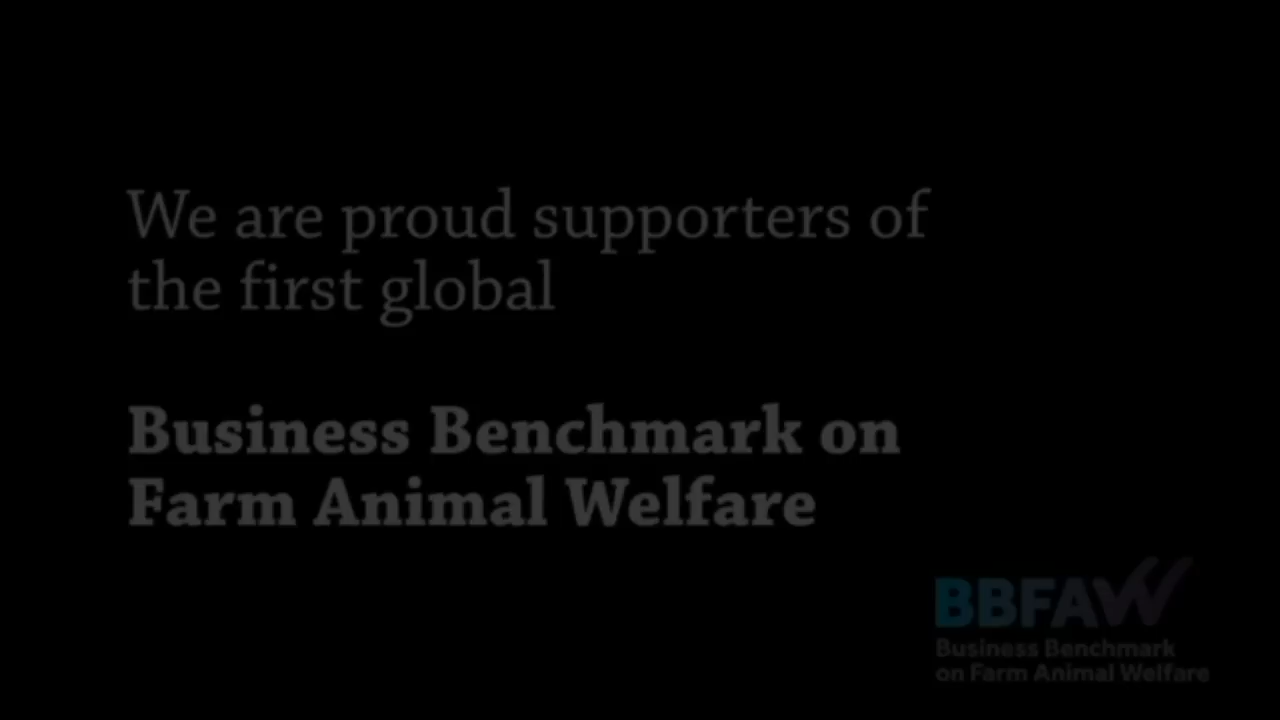 We are proud supporters of
the first global
Business Benchmark on
Farm Animal Welfare
BBFAW
Business Benchmark
on Farm Animal Welfare